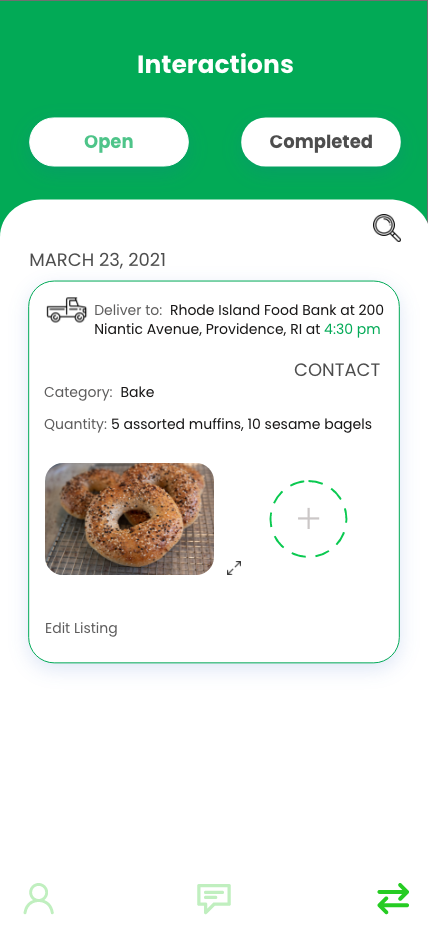 Interactions
Open
Completed
MARCH 23, 2021
Deliver to: Rhode Island Food Bank at 200
Niantic Avenue, Providence, RI at 4:30 pm
CONTACT
Category: Bake
Quantity: 5 assorted muffins, 10 sesame bagels
Edit Listing